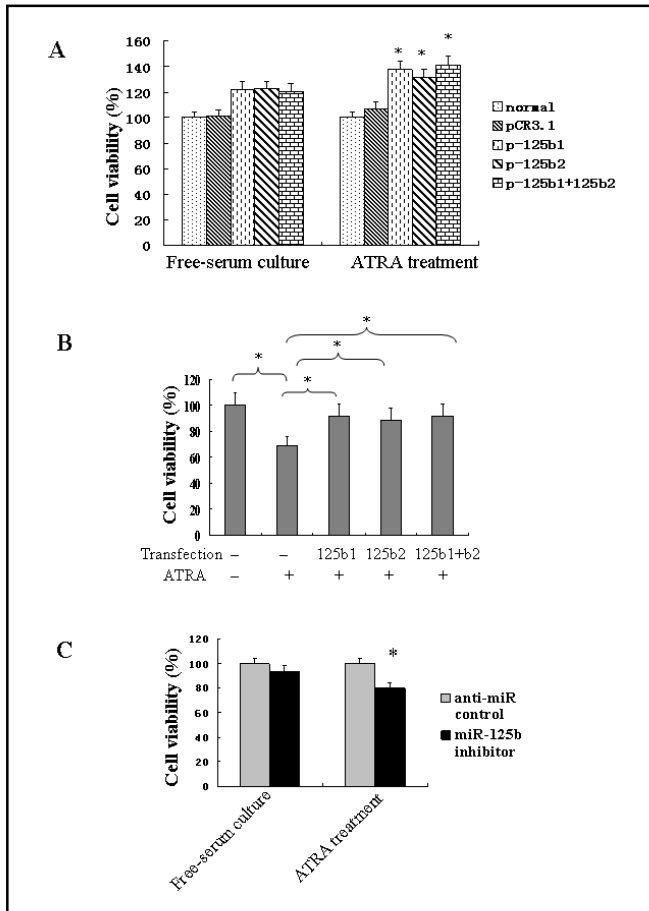 A
Cell viability (%)
160
140
120
100
80
60
40
20
0
* * *
normal
pCR3.1
p-125b1
p-125b2
p-125b1+125b2
Free-serum culture ATRA treatment
B
Cell viability (%)
120
100
80
60
40
20
0
*
*
*
*
Transfection – – 125b1 125b2 125b1+b2
ATRA – + + + +
C
Cell viability (%)
120
100
80
60
40
20
0
*
anti-miR
control
miR-125b
inhibitor
Free-serum culture
ATRA treatment